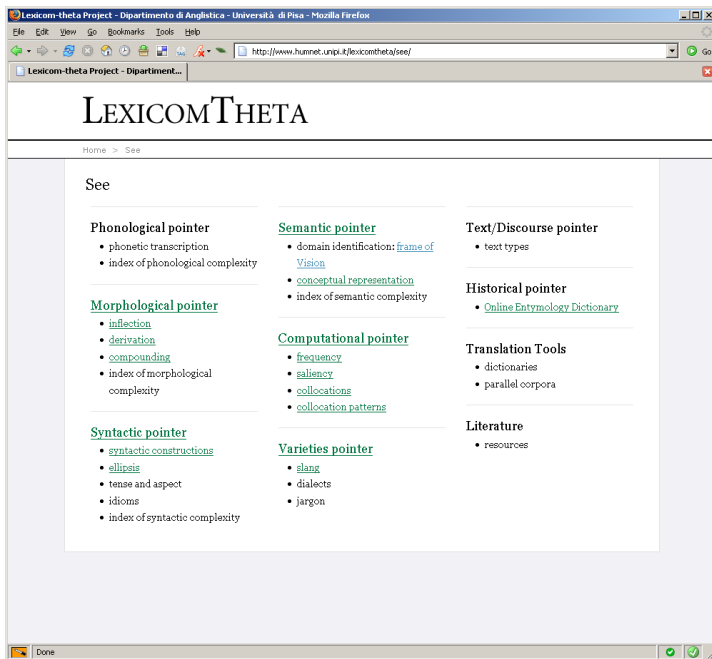 Lexicom-theta Project - Dipartimento di Anglistica - Università di Pisa - Mozilla Firefox
File Edit View Go Bookmarks Tools Help
http://www.humnet.unipi.it/lexicomtheta/see/
Go
Lexicom-theta Project - Dipartiment...
LEXICOMTHETA
Home > See
See
Phonological pointer
• phonetic transcription
• index of phonological complexity
Morphological pointer
• inflection
• derivation
• compounding
• index of morphological
complexity
Syntactic pointer
• syntactic constructions
• ellipsis
• tense and aspect
• idioms
• index of syntactic complexity
Semantic pointer
• domain identification: frame of
Vision
• conceptual representation
• index of semantic complexity
Computational pointer
• frequency
• saliency
• collocations
• collocation patterns
Varieties pointer
• slang
• dialects
• jargon
Text/Discourse pointer
• text types
Historical pointer
• Online Entymology Dictionary
Translation Tools
• dictionaries
• parallel corpora
Literature
• resources
Done